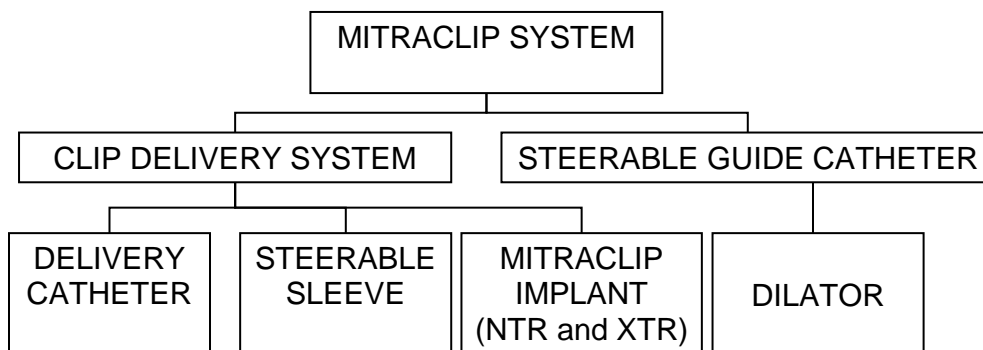 MITRACLIP SYSTEM
CLIP DELIVERY SYSTEM
STEERABLE GUIDE CATHETER
DELIVERY
CATHETER
STEERABLE
SLEEVE
MITRACLIP
IMPLANT
(NTR and XTR)
DILATOR